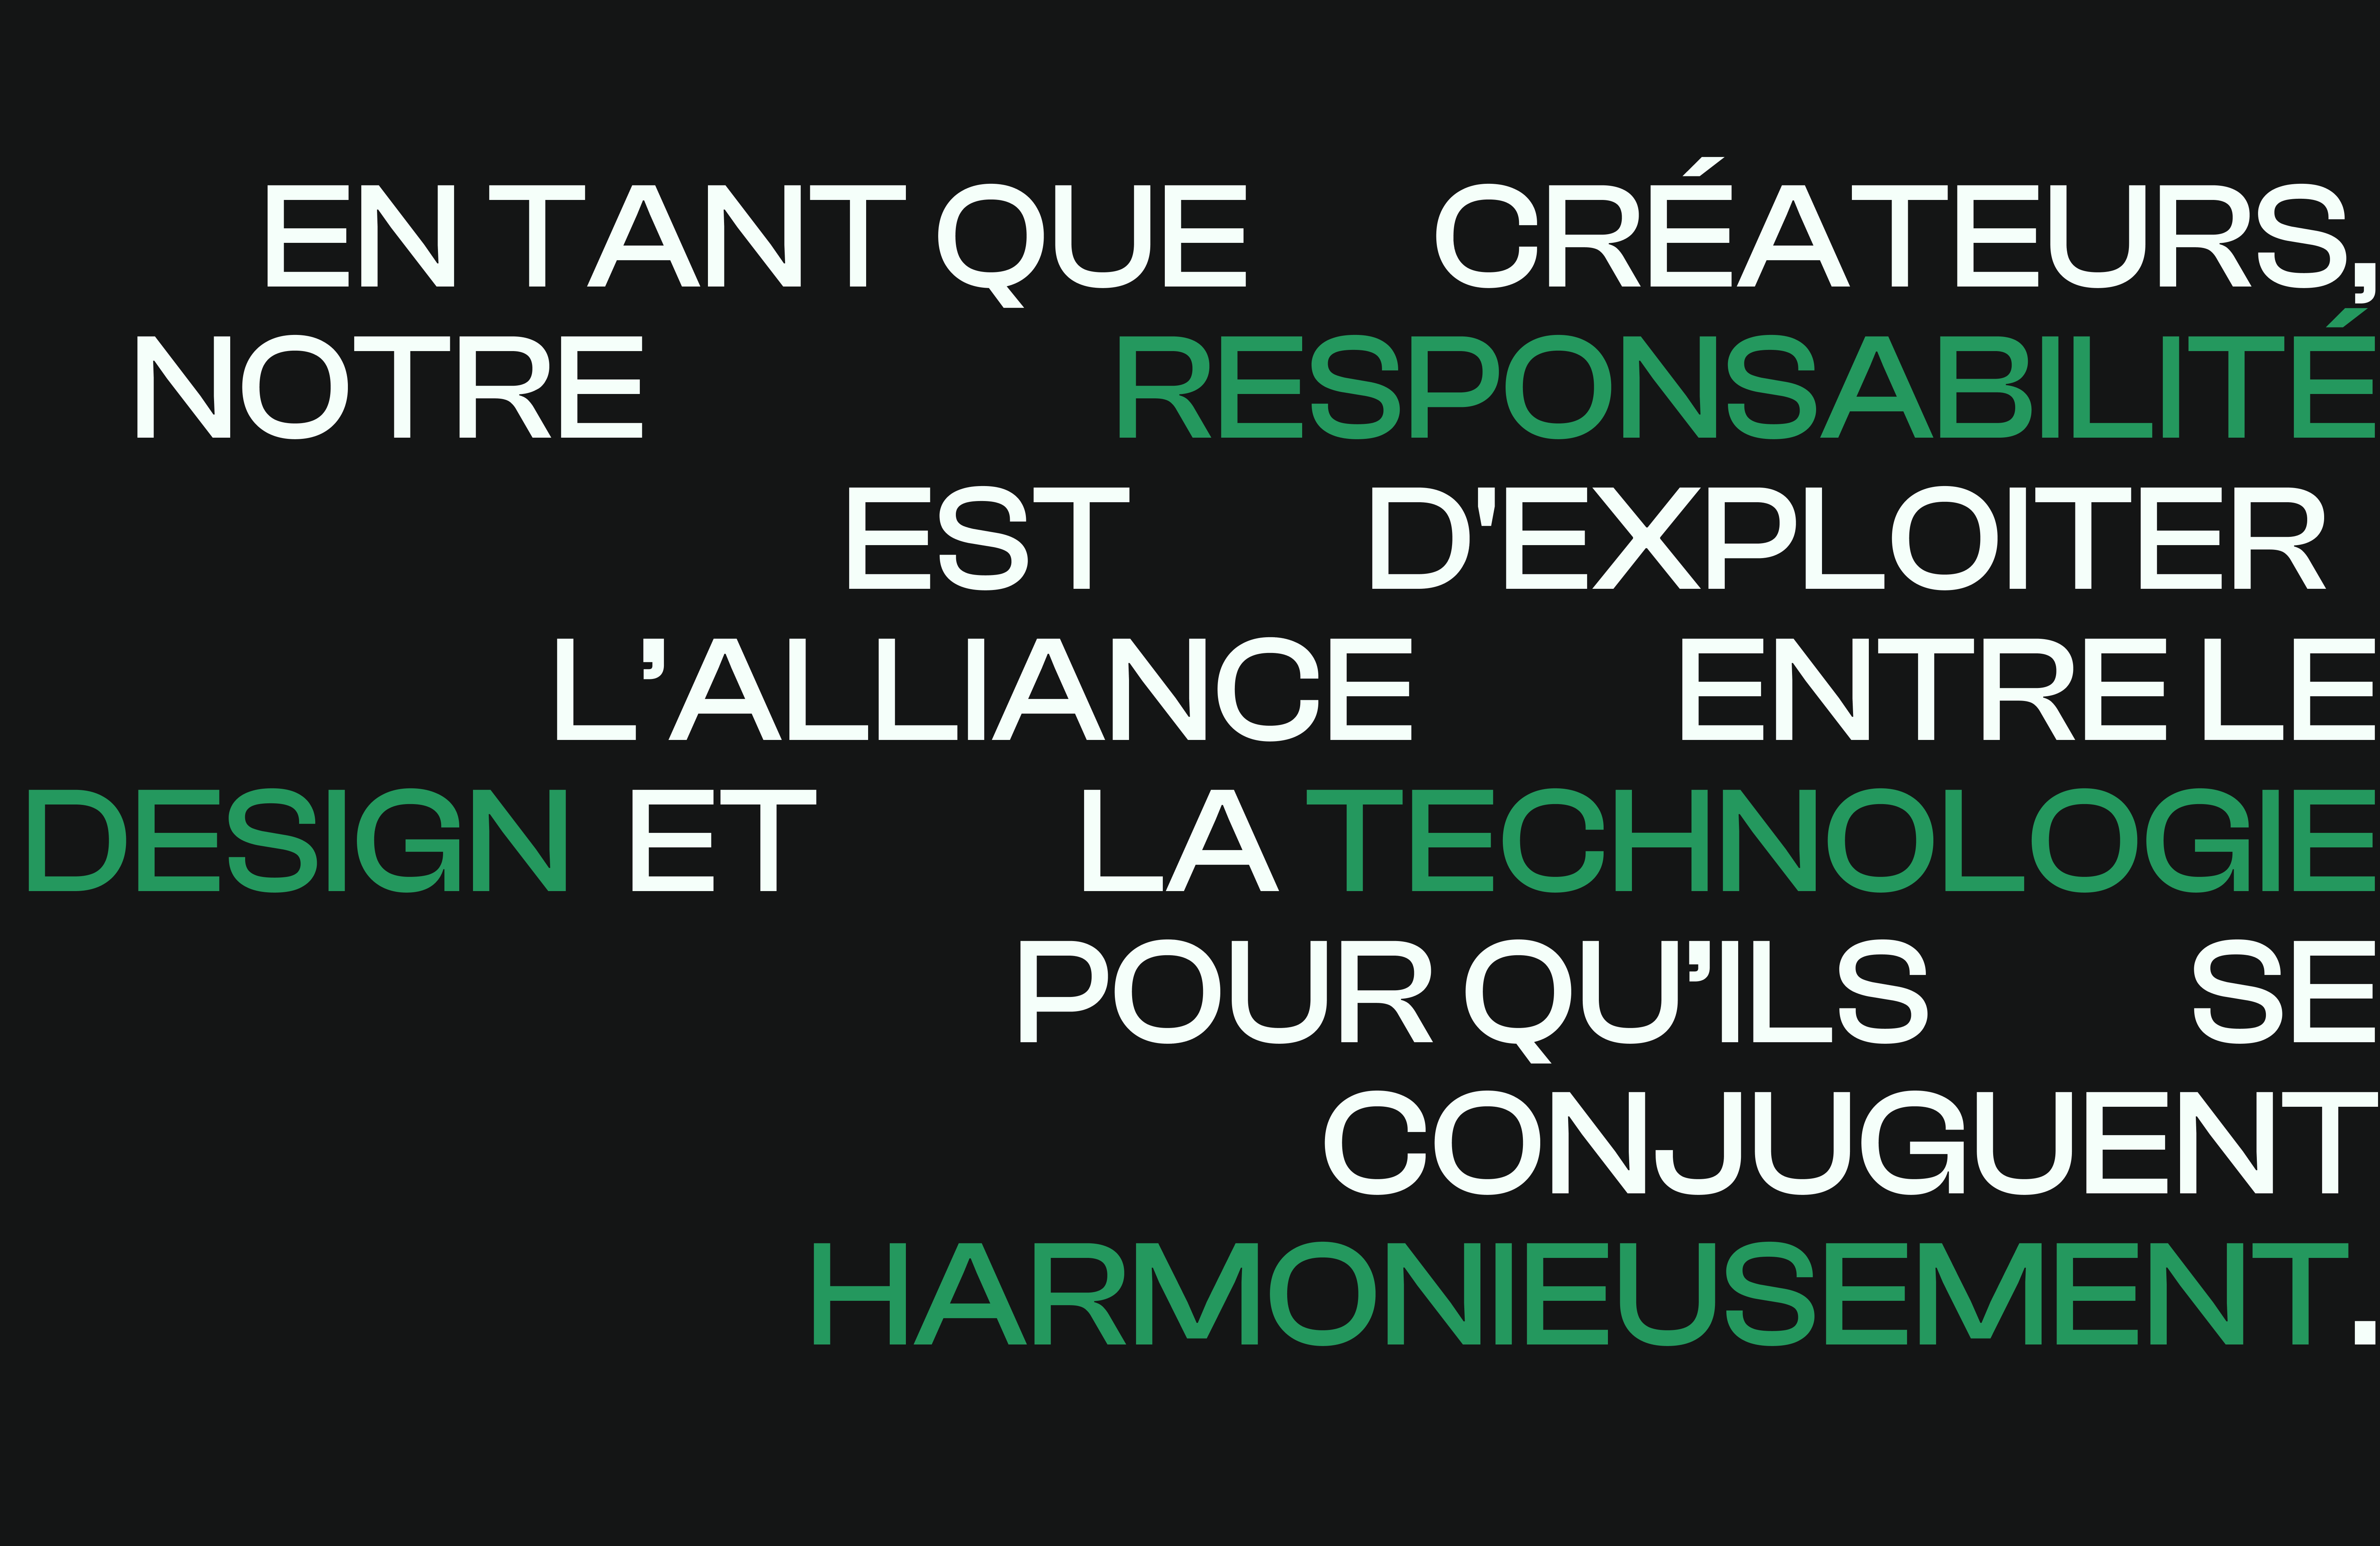 EN TANT QUE CRÉATEURS,
NOTRE RESPONSABILITÉ
EST D'EXPLOITER
L’ALLIANCE ENTRE LE
DESIGN ET LA TECHNOLOGIE
POUR QU’ILS SE
CONJUGUENT
HARMONIEUSEMENT.